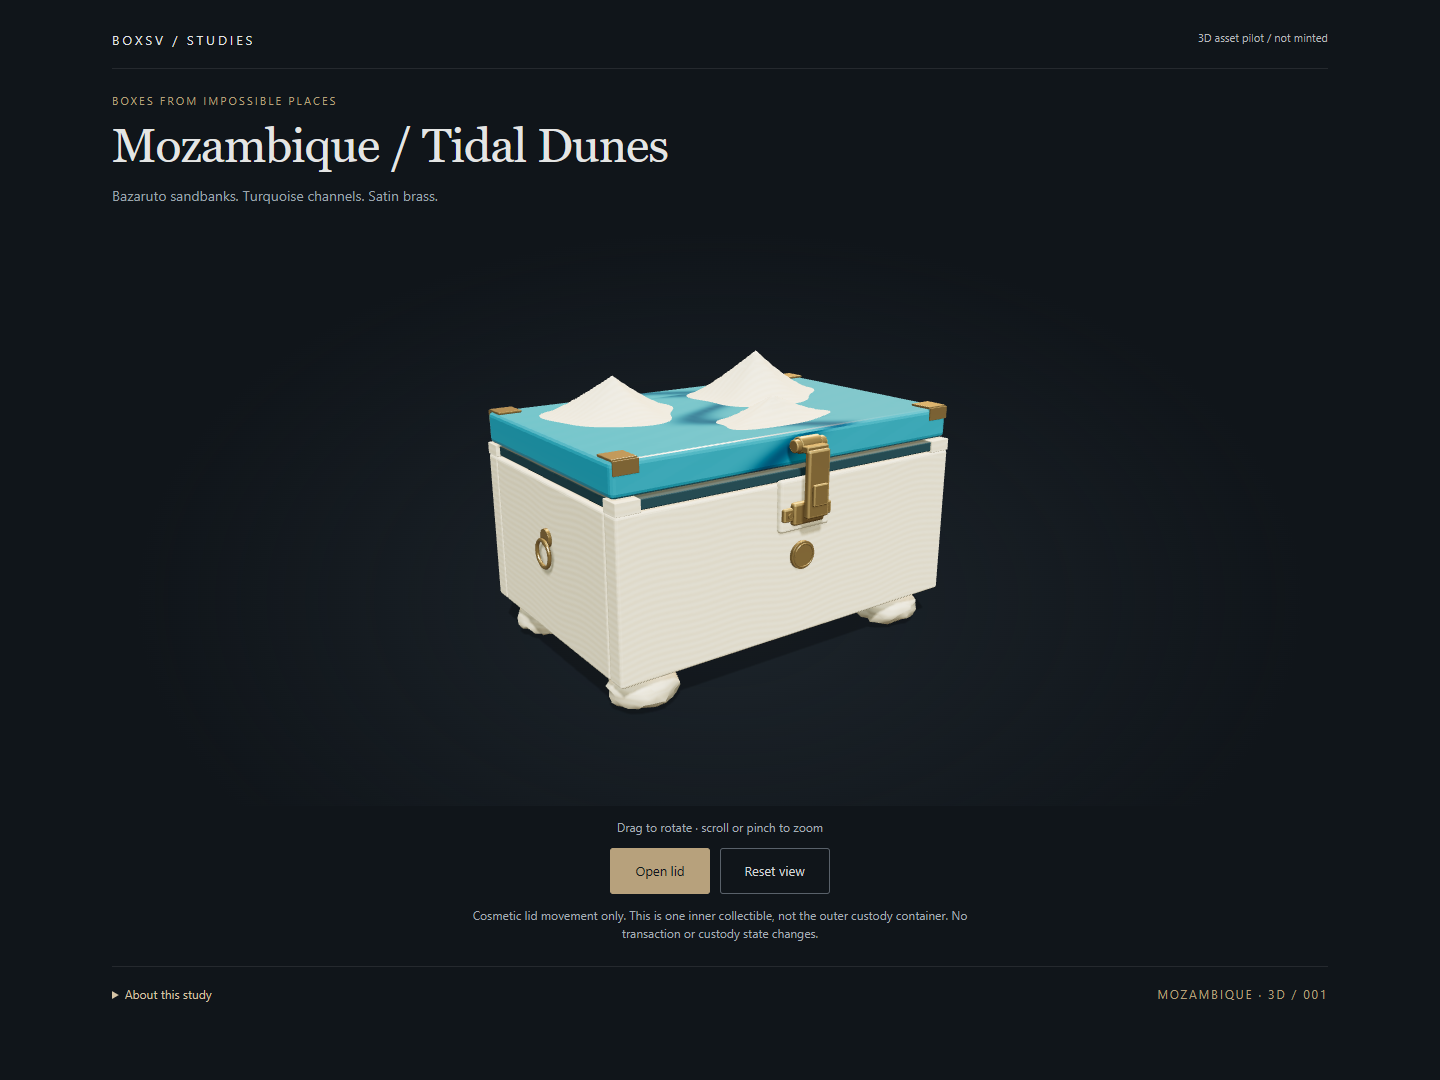 BOXSV / STUDIES
3D asset pilot / not minted
BOXES FROM IMPOSSIBLE PLACES
Mozambique / Tidal Dunes
Bazaruto sandbanks. Turquoise channels. Satin brass.
Drag to rotate · scroll or pinch to zoom
Open lid
Reset view
Cosmetic lid movement only. This is one inner collectible, not the outer custody container. No
transaction or custody state changes.
About this study
MOZAMBIQUE · 3D / 001